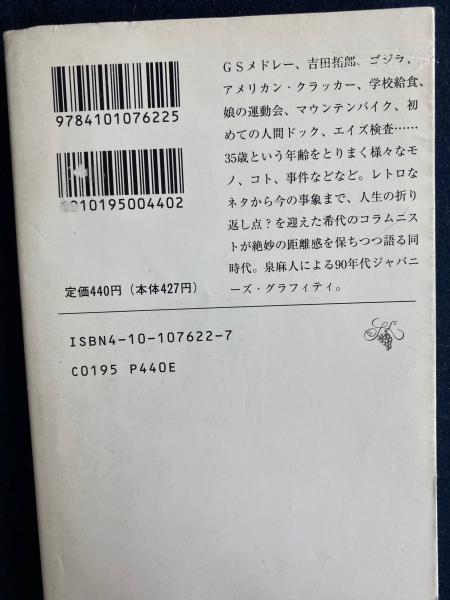 9784101076225
1910195004402
定価440円（本体427円）
ISBN4-10-107622-7
C0195 P440E
GSメドレー、吉田拓郎、ゴジラ、
アメリカン・クラッカー、学校給食、
娘の運動会、マウンテンバイク、初
めての人間ドック、エイズ検査……
35歳という年齢をとりまく様々なモ
ノ、コト、事件などなど。レトロな
ネタから今の事象まで、人生の折り
返し点？を迎えた希代のコラムニス
トが絶妙の距離感を保ちつつ語る同
時代。泉麻人による90年代ジャパニ
ーズ・グラフィティ。